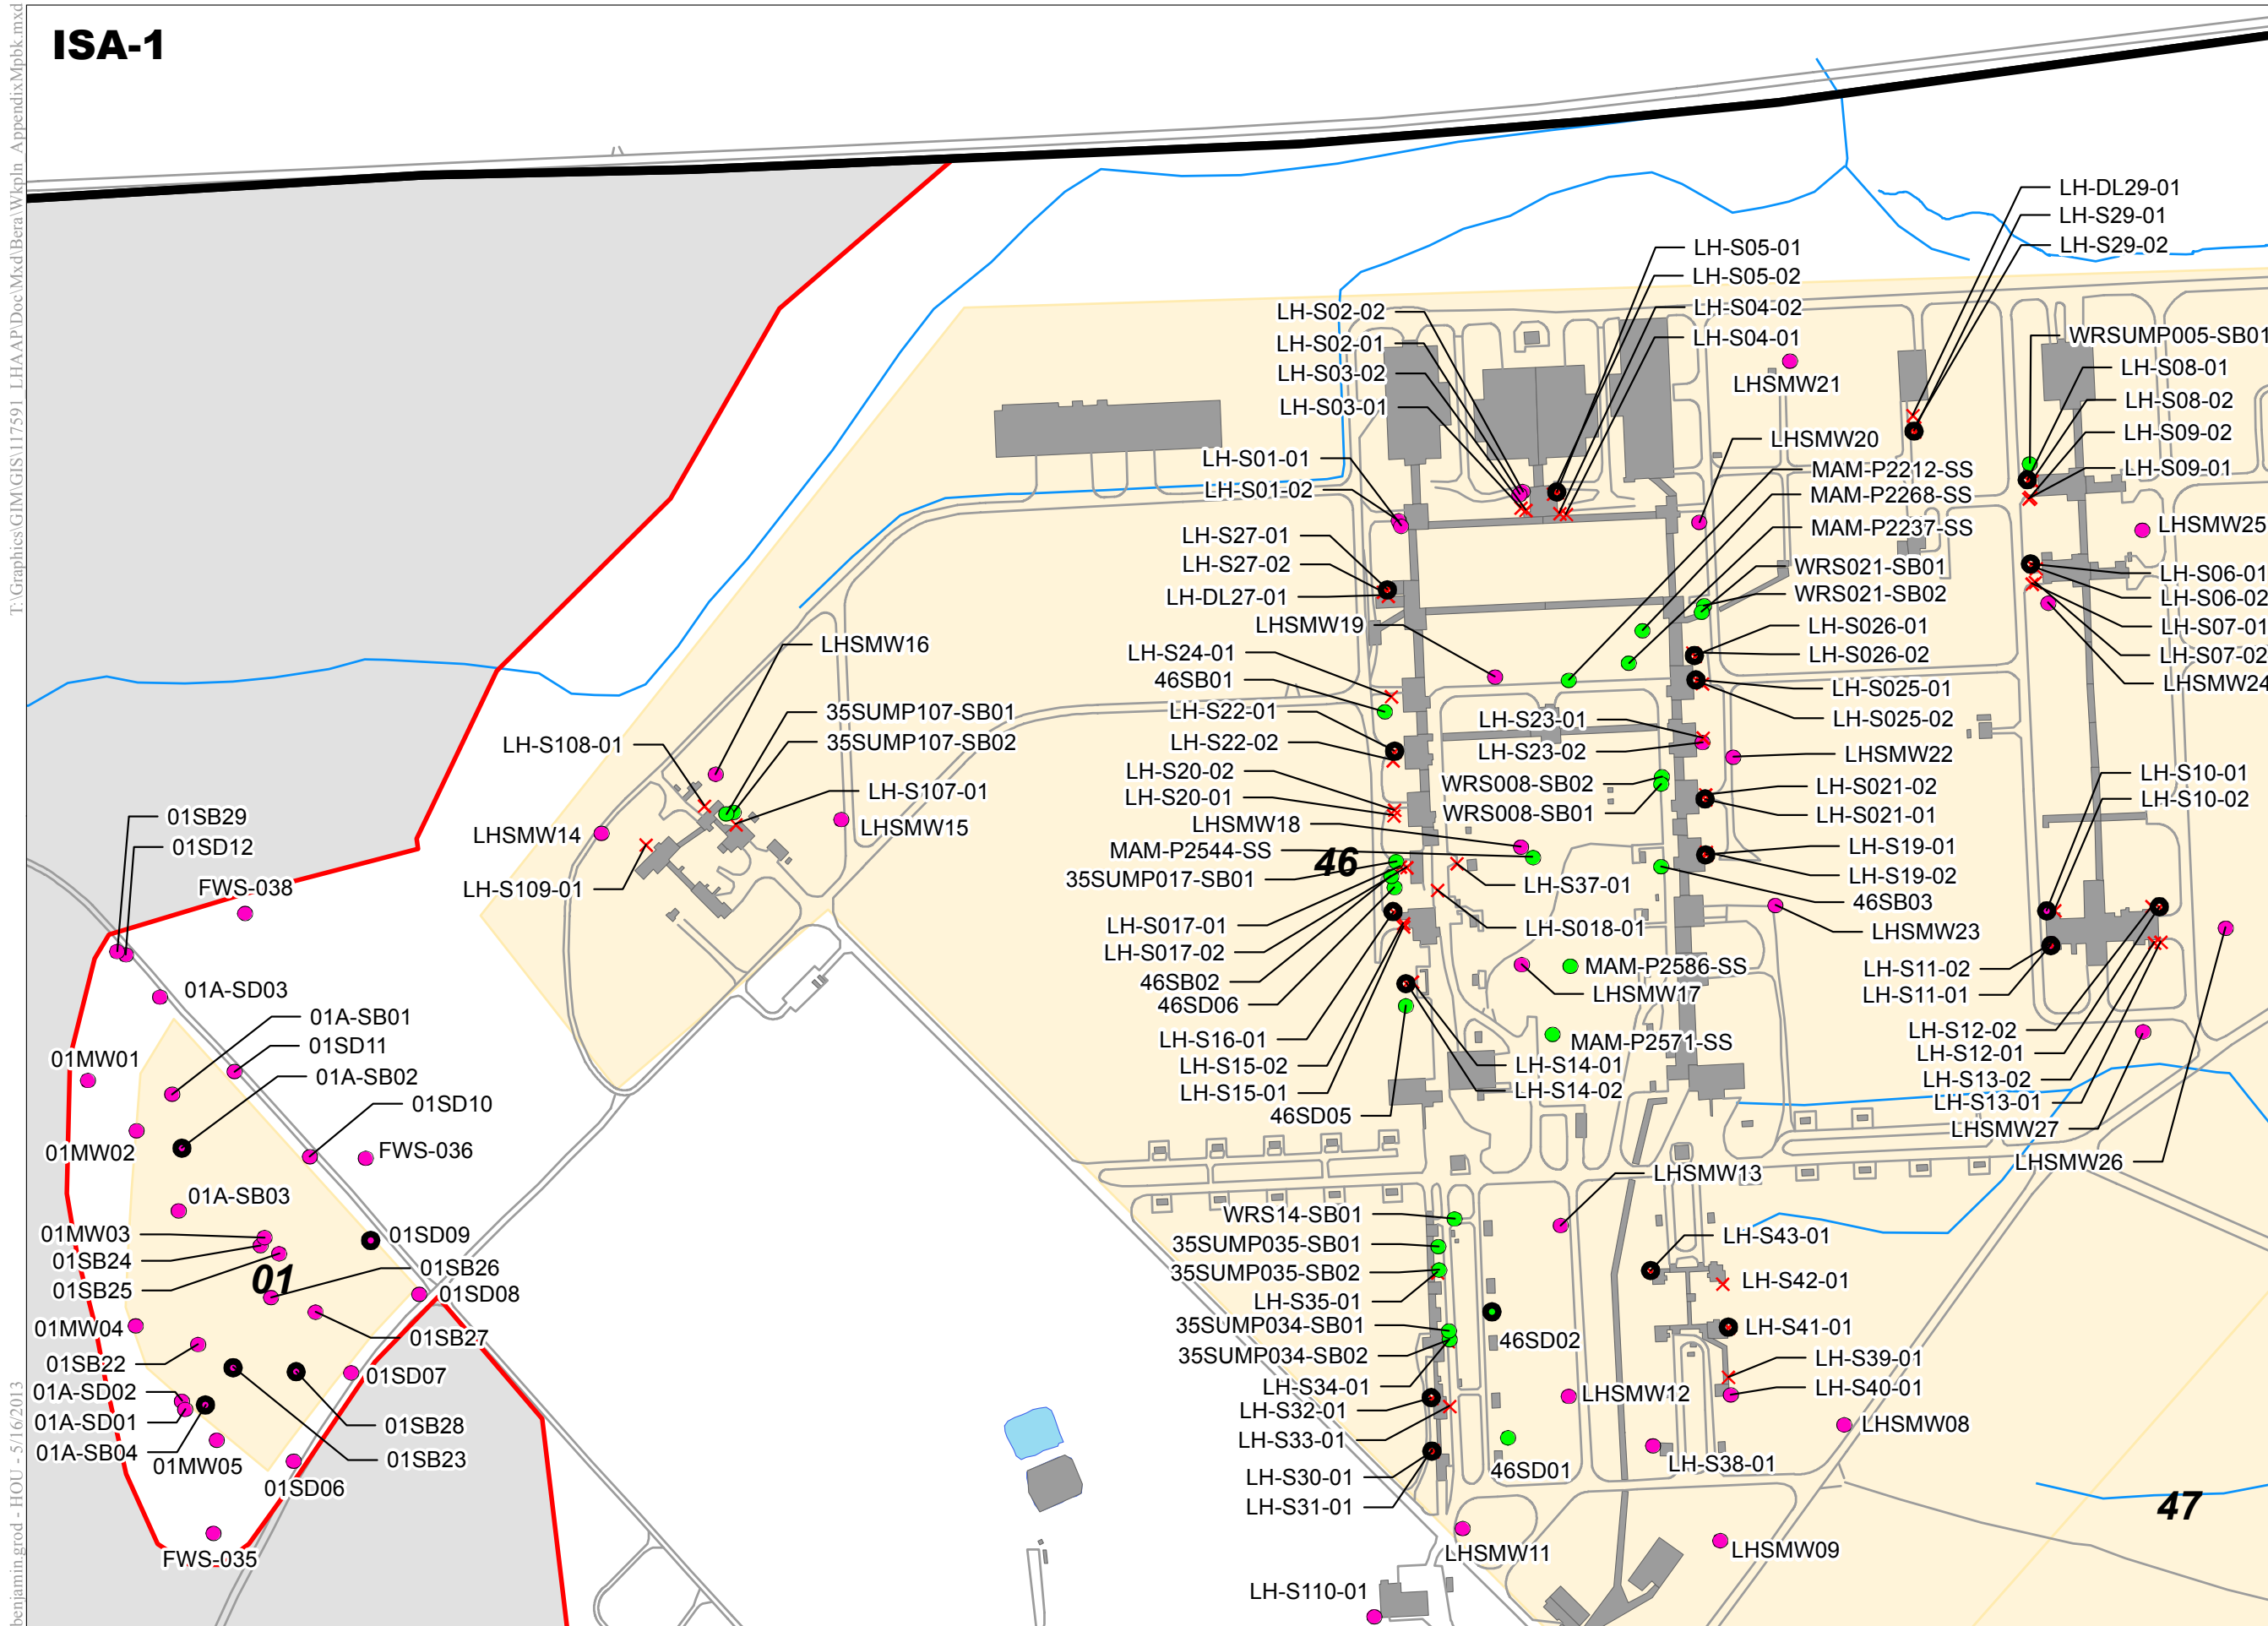 ISA-1
T:\Graphics\GIM\GIS\117591_LHAAP\Doc\Mxd\Bera\Wkpln_AppendixMpbk.mxd
benjamin.grod - HOU - 5/16/2013
LH-DL29-01
LH-S29-01
LH-S29-02
LH-S05-01
LH-S05-02
LH-S04-02
LH-S04-01
LH-S02-02
LH-S02-01
LH-S03-02
LH-S03-01
LHSMW21
WRSUMP005-SB01
LH-S08-01
LH-S08-02
LH-S09-02
LH-S09-01
LHSMW20
MAM-P2212-SS
MAM-P2268-SS
MAM-P2237-SS
LH-S01-01
LH-S01-02
LHSMW25
LH-S27-01
LH-S27-02
LH-DL27-01
WRS021-SB01
WRS021-SB02
LH-S06-01
LH-S06-02
LH-S07-01
LH-S07-02
LHSMW24
LHSMW19
LH-S026-01
LH-S026-02
LHSMW16
LH-S24-01
46SB01
LH-S22-01
LH-S22-02
LH-S025-01
LH-S025-02
35SUMP107-SB01
35SUMP107-SB02
LH-S108-01
LH-S23-01
LH-S23-02
LHSMW22
LH-S20-02
LH-S20-01
WRS008-SB02
WRS008-SB01
LH-S021-02
LH-S021-01
LH-S10-01
LH-S10-02
LH-S107-01
LHSMW14
LHSMW15
LHSMW18
MAM-P2544-SS
46
35SUMP017-SB01
LH-S37-01
LH-S19-01
LH-S19-02
46SB03
LH-S109-01
01SB29
01SD12
FWS-038
LH-S017-01
LH-S017-02
LH-S018-01
LHSMW23
46SB02
46SD06
MAM-P2586-SS
LHSMW17
LH-S11-02
LH-S11-01
01A-SD03
01A-SB01
01SD11
01A-SB02
01MW01
01SD10
LH-S16-01
LH-S15-02
LH-S15-01
46SD05
MAM-P2571-SS
LH-S14-01
LH-S14-02
LH-S12-02
LH-S12-01
LH-S13-02
LH-S13-01
LHSMW27
LHSMW26
01MW02
FWS-036
01A-SB03
LHSMW13
01MW03
01SB24
01SB25
01
01SD09
01SB26
01SD08
01SB27
WRS14-SB01
35SUMP035-SB01
35SUMP035-SB02
LH-S35-01
35SUMP034-SB01
35SUMP034-SB02
LH-S34-01
LH-S32-01
LH-S33-01
LH-S30-01
LH-S31-01
46SD02
LH-S43-01
LH-S42-01
LH-S41-01
LH-S39-01
LH-S40-01
LHSMW12
LHSMW08
01MW04
01SB22
01A-SD02
01A-SD01
01A-SB04
01MW05
01SD07
01SB28
01SB23
01SD06
FWS-035
46SD01
LH-S38-01
47
LHSMW11
LHSMW09
LH-S110-01